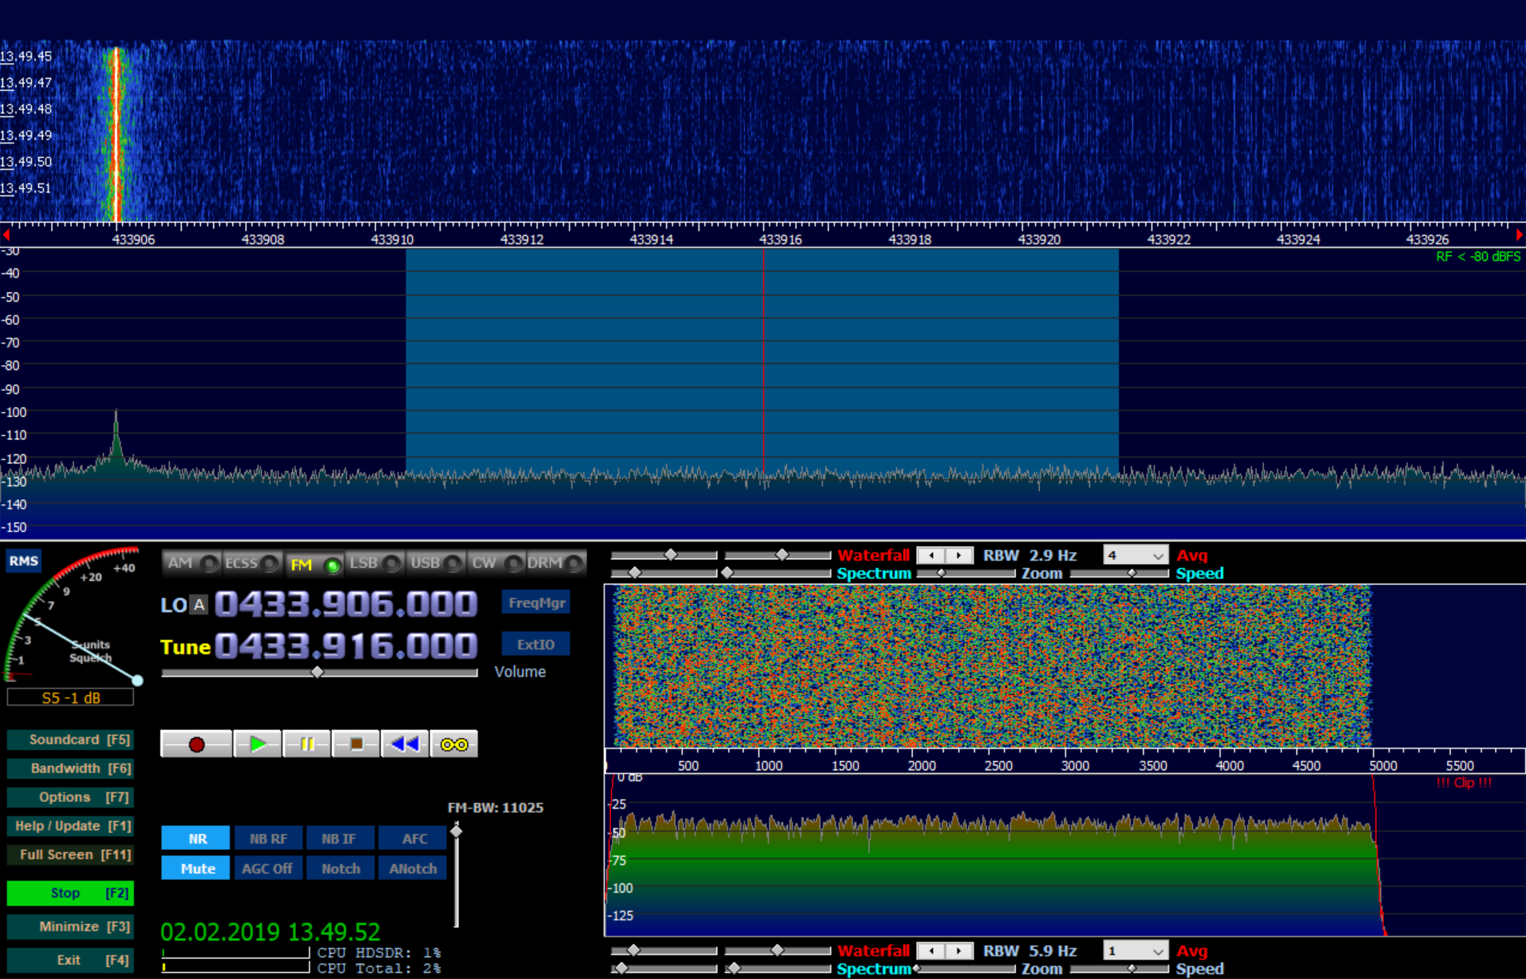 13.49.45
13.49.47
13.49.48
13.49.49
13.49.50
13.49.51
433906 433908 433910 433912 433914 433916 433918 433920 433922 433924 433926
RF < -80 dBFS
-30
-40
-50
-60
-70
-80
-90
-100
-110
-120
-130
-140
-150
RMS
+40
+20
9
7
5
3
1
S-units
Squelch
S5 -1 dB
AM ECSS FM LSB USB CW DRM
LO A 0433.906.000 FreqMgr
Tune 0433.916.000 ExtIO
Volume
Soundcard [F5]
Bandwidth [F6]
Options [F7]
Help / Update [F1]
Full Screen [F11]
Stop [F2]
Minimize [F3]
Exit [F4]
FM-BW: 11025
NR NB RF NB IF AFC
Mute AGC Off Notch ANotch
02.02.2019 13.49.52
CPU HDSDR: 1%
CPU Total: 2%
Waterfall RBW 2.9 Hz 4 Avg
Spectrum Zoom Speed
500 1000 1500 2000 2500 3000 3500 4000 4500 5000 5500
0 dB
!!! Clip !!!
-25
-50
-75
-100
-125
Waterfall RBW 5.9 Hz 1 Avg
Spectrum Zoom Speed